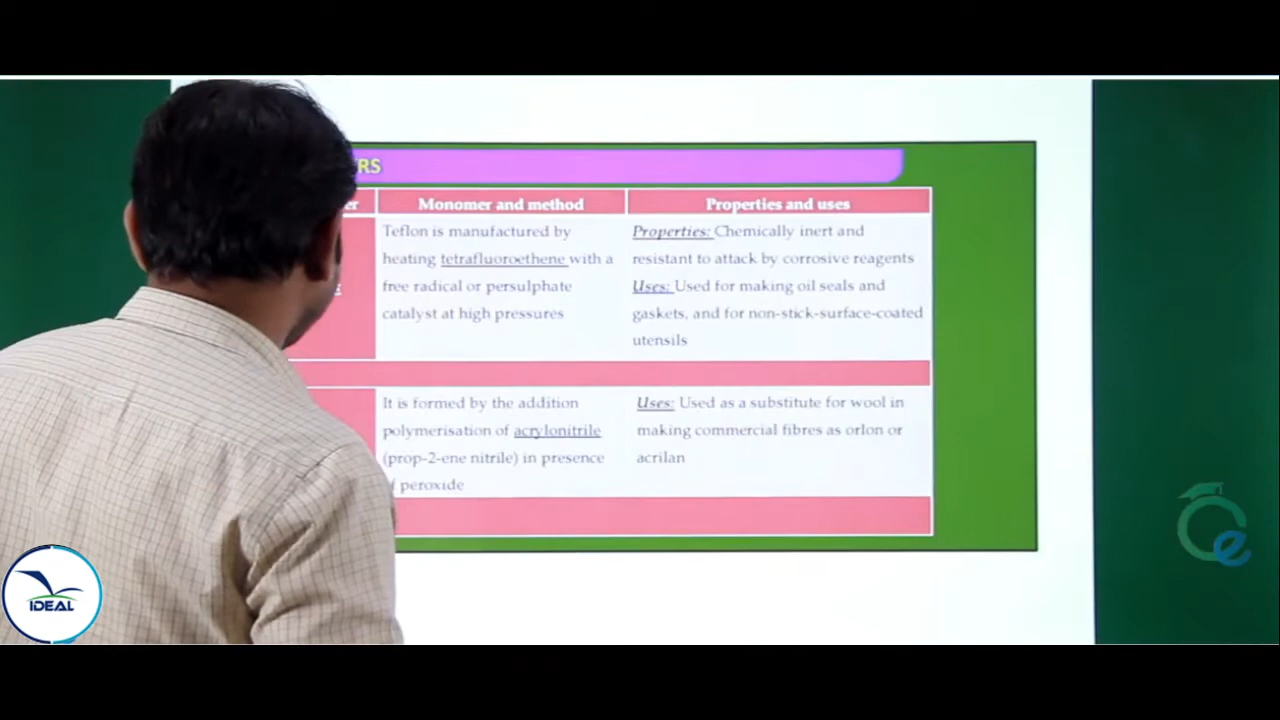 RS
er
Monomer and method
Properties and uses
Teflon is manufactured by
heating tetrafluoroethene with a
free radical or persulphate
catalyst at high pressures
Properties: Chemically inert and
resistant to attack by corrosive reagents
Uses: Used for making oil seals and
gaskets, and for non-stick-surface-coated
utensils
E
It is formed by the addition
polymerisation of acrylonitrile
(prop-2-ene nitrile) in presence
f peroxide
Uses: Used as a substitute for wool in
making commercial fibres as orlon or
acrilan
IDEAL
e